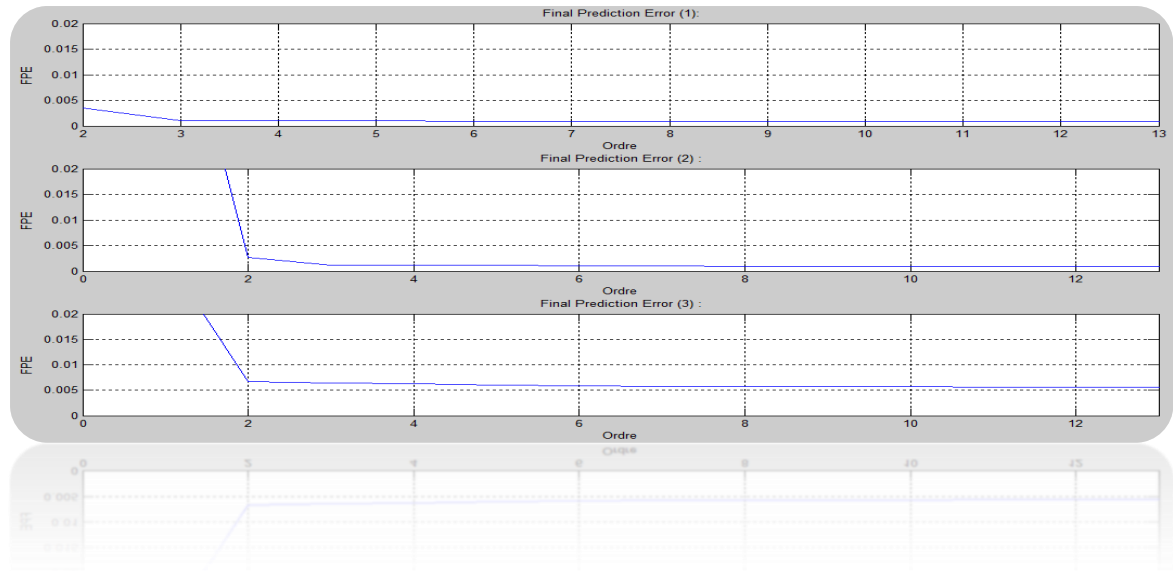 Final Prediction Error (1):
0.02
0.015
0.01
0.005
0
FPE
2 3 4 5 6 7 8 9 10 11 12 13
Ordre
Final Prediction Error (2) :
0.02
0.015
0.01
0.005
0
FPE
0 2 4 6 8 10 12
Ordre
Final Prediction Error (3) :
0.02
0.015
0.01
0.005
0
FPE
0 2 4 6 8 10 12
Ordre